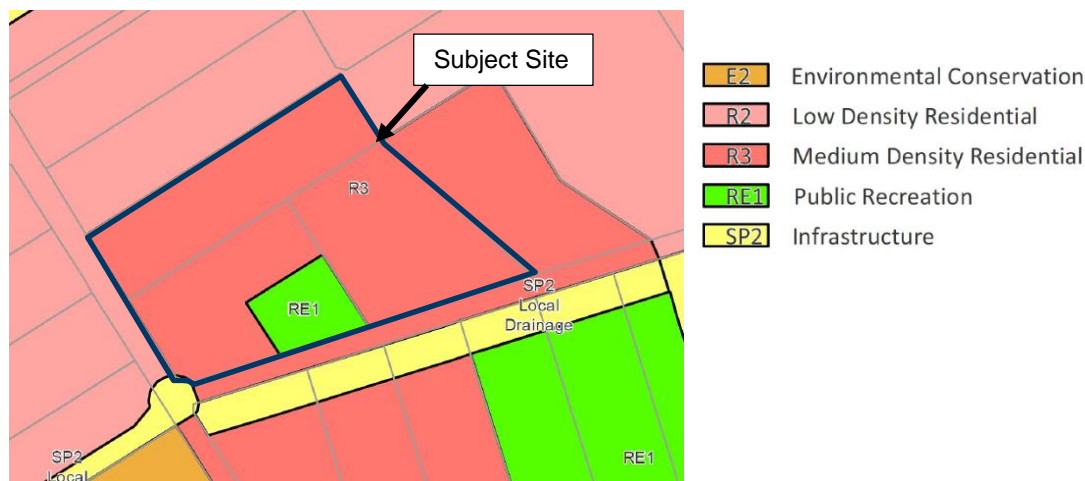 Subject Site
R3
RE1
SP2
Local
Drainage
SP2
Local
RE1
E2 Environmental Conservation
R2 Low Density Residential
R3 Medium Density Residential
RE1 Public Recreation
SP2 Infrastructure